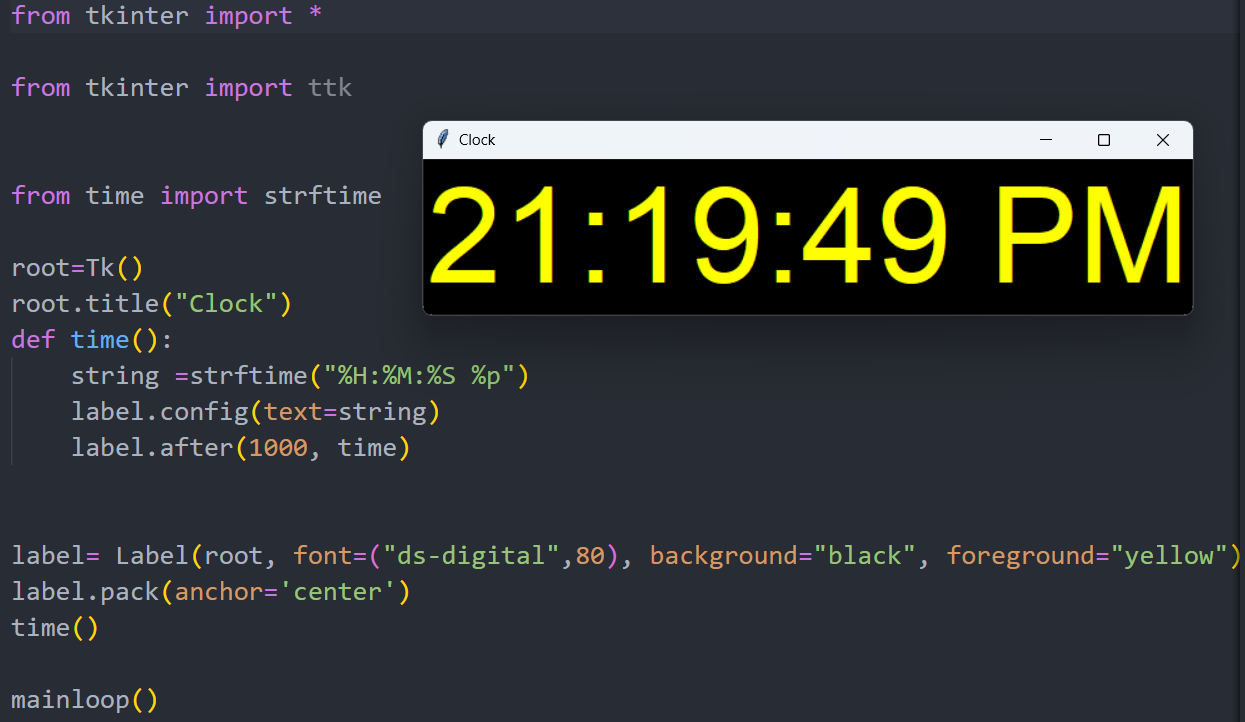 from tkinter import *
from tkinter import ttk
Clock
21:19:49 PM
from time import strftime
root=Tk()
root.title("Clock")
def time():
    string =strftime("%H:%M:%S %p")
    label.config(text=string)
    label.after(1000, time)
label= Label(root, font=("ds-digital",80), background="black", foreground="yellow")
label.pack(anchor='center')
time()
mainloop()